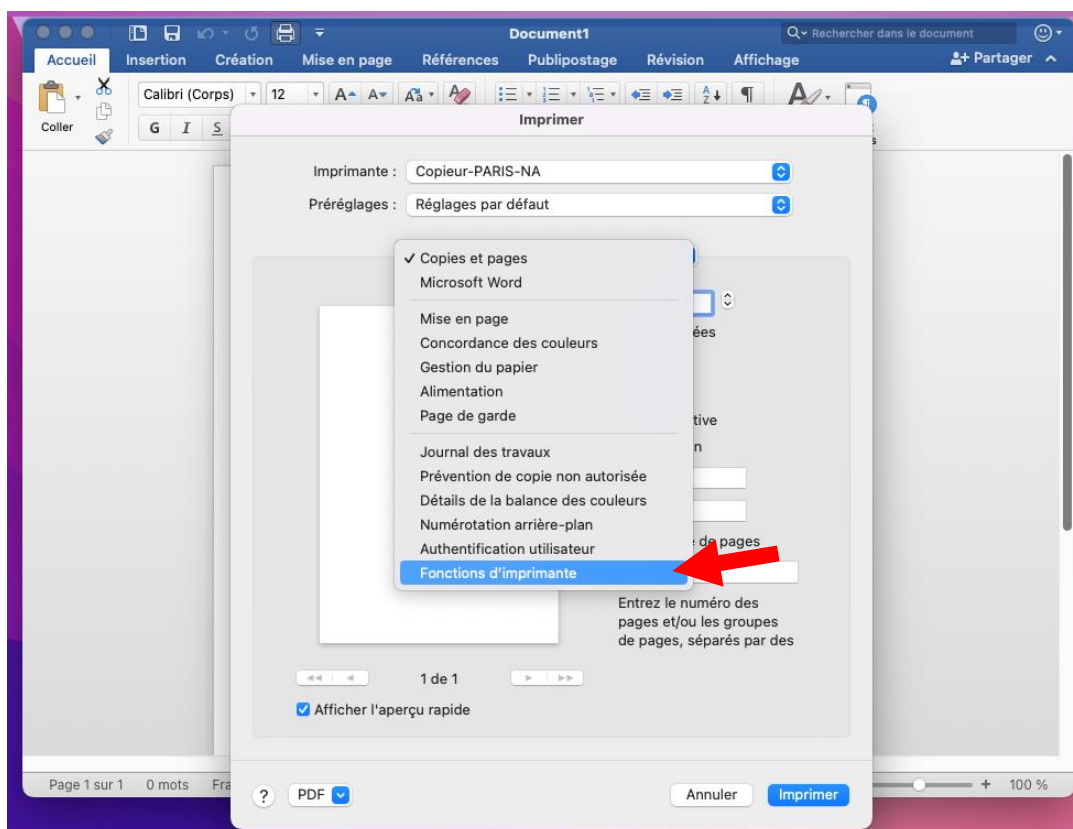 Document1
Rechercher dans le document
Accueil Insertion Création Mise en page Références Publipostage Révision Affichage Partager
Calibri (Corps) 12
Coller
G I S
Imprimer
Imprimante : Copieur-PARIS-NA
Préréglages : Réglages par défaut
✓ Copies et pages
Microsoft Word
Mise en page
ées
Concordance des couleurs
Gestion du papier
Alimentation
Page de garde
tive
Journal des travaux
n
Prévention de copie non autorisée
Détails de la balance des couleurs
Numérotation arrière-plan
de pages
Authentification utilisateur
Fonctions d'imprimante
Entrez le numéro des
pages et/ou les groupes
de pages, séparés par des
1 de 1
Afficher l'aperçu rapide
Page 1 sur 1 0 mots Fra
100 %
? PDF Annuler Imprimer